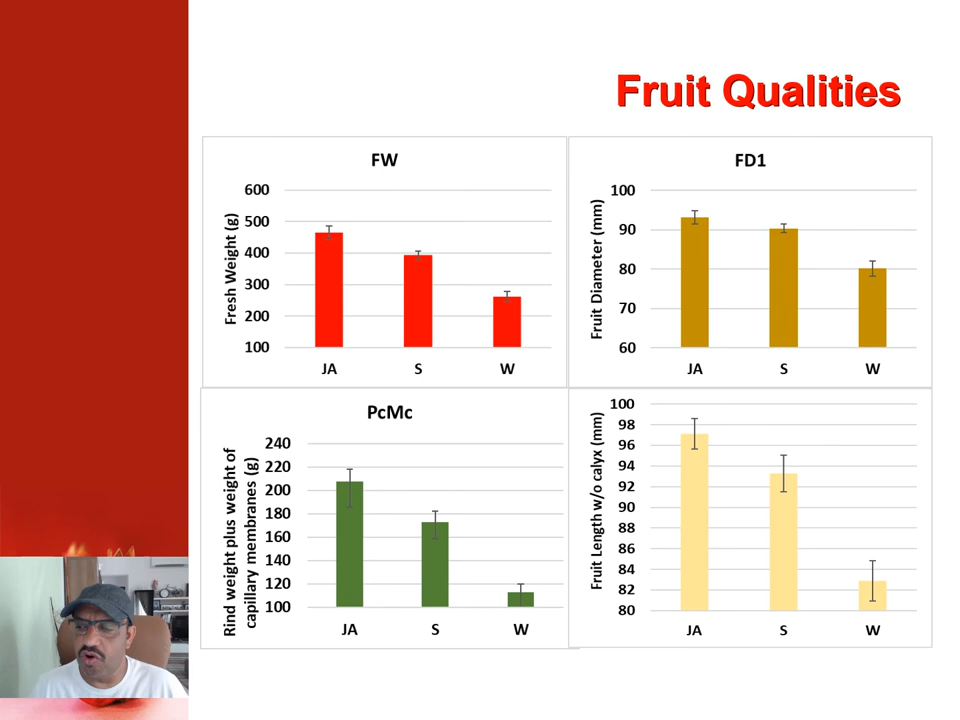 Fruit Qualities
FW
Fresh Weight (g)
600
500
400
300
200
100
JA S W
FD1
Fruit Diameter (mm)
100
90
80
70
60
JA S W
PcMc
Rind weight plus weight of
capillary membranes (g)
240
220
200
180
160
140
120
100
JA S W
Fruit Length w/o calyx (mm)
100
98
96
94
92
90
88
86
84
82
80
JA S W